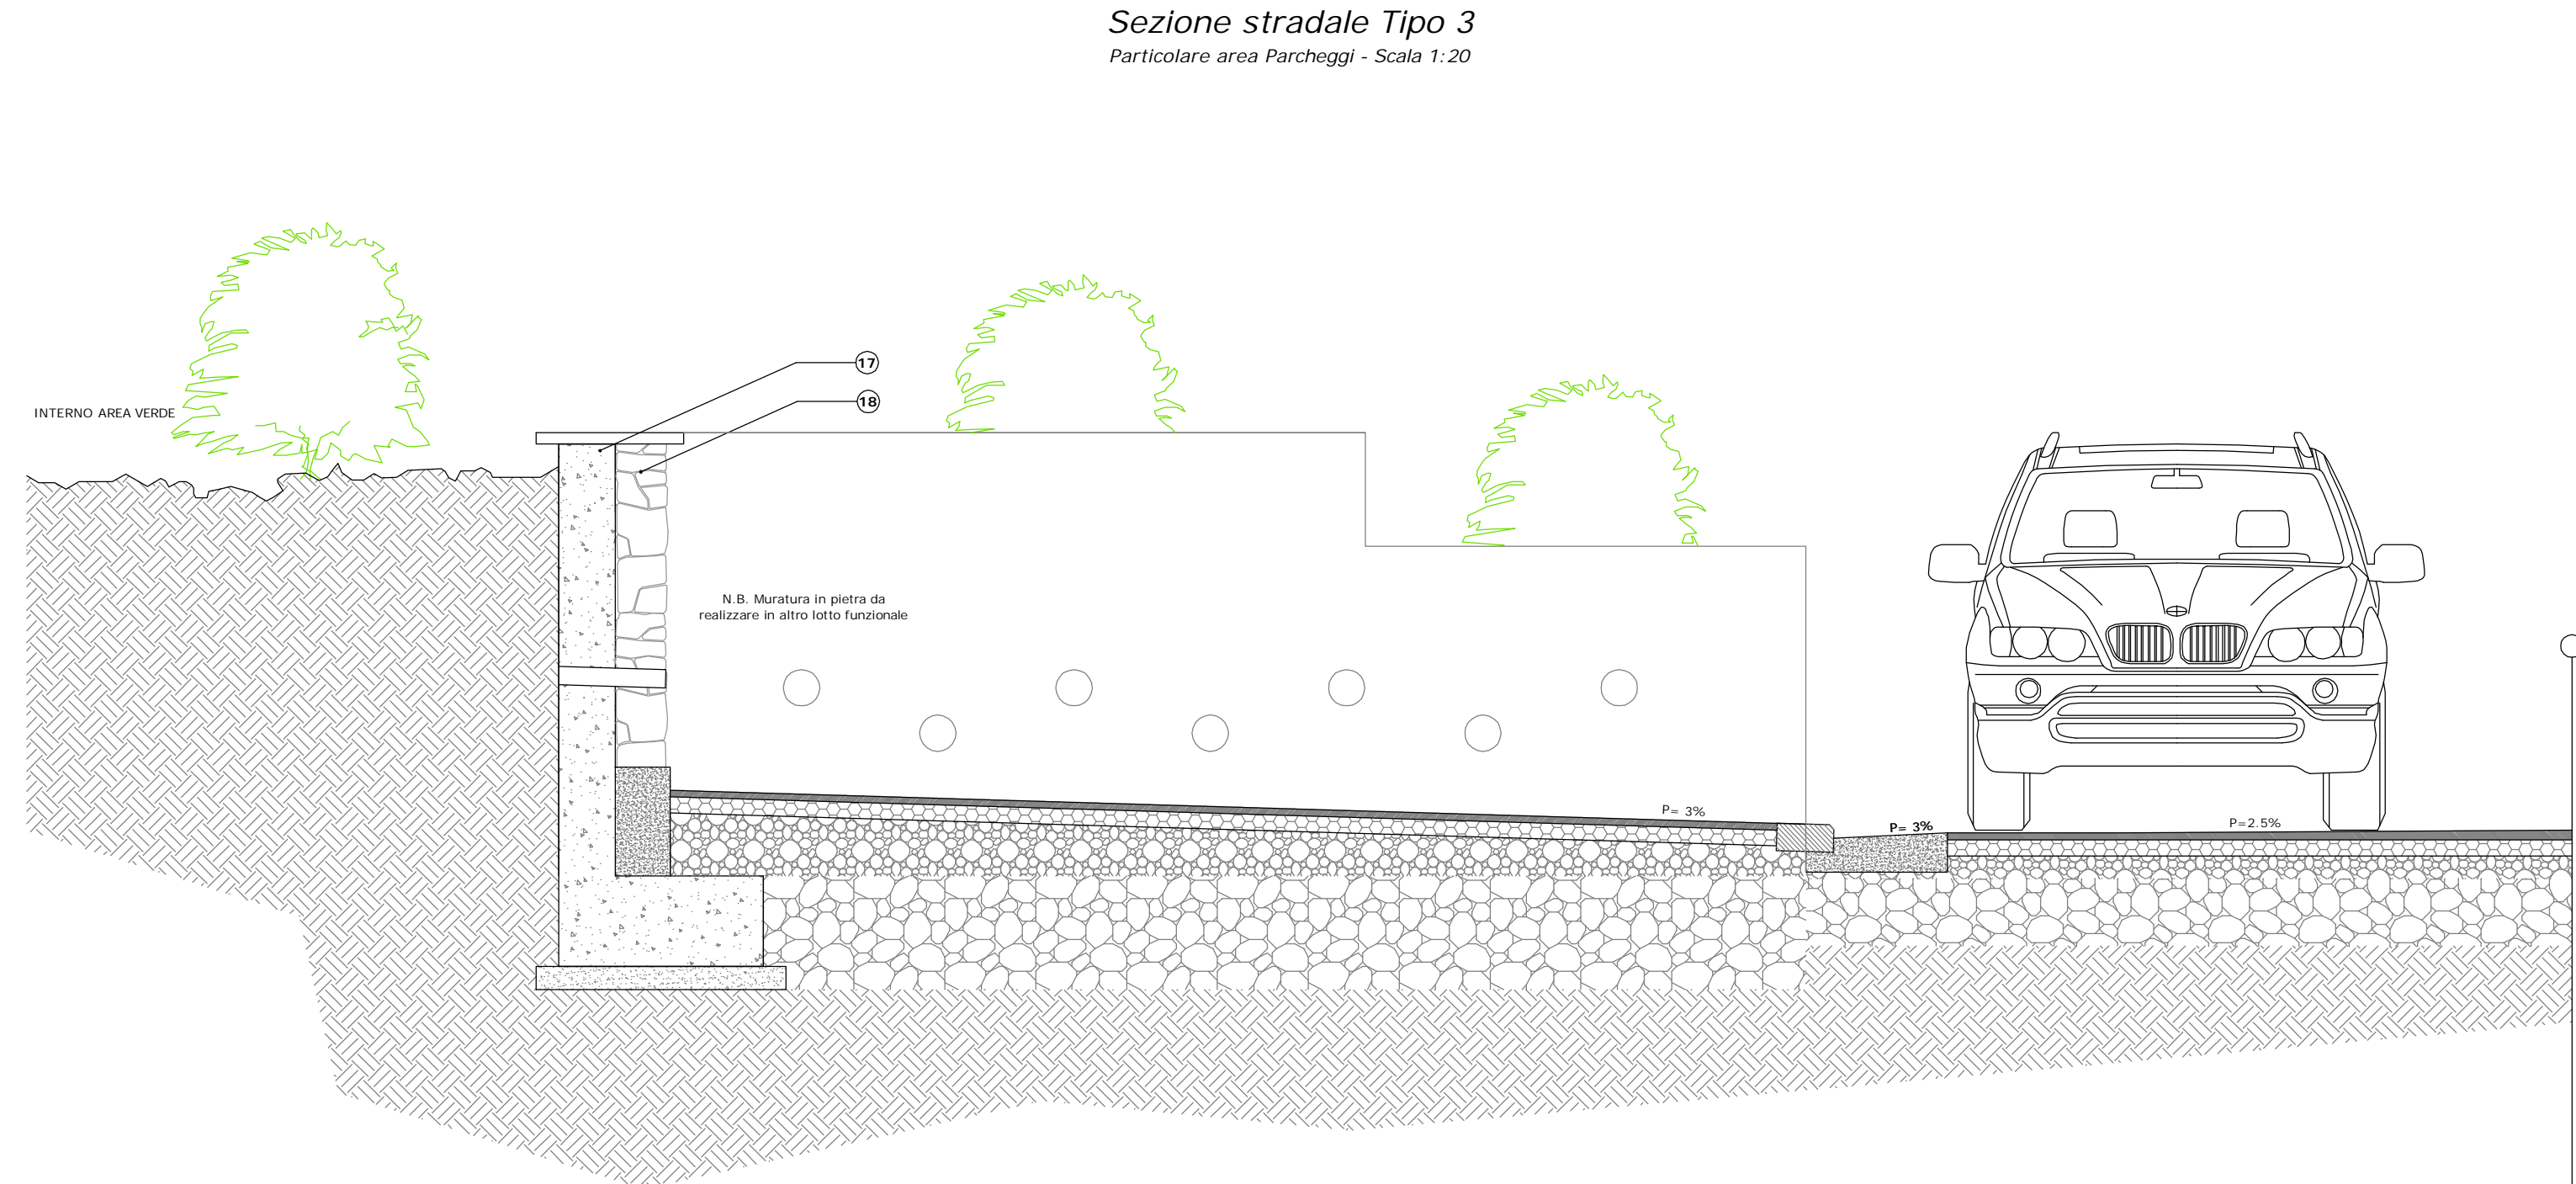 Sezione stradale Tipo 3
Particolare area Parcheggi - Scala 1:20
17
18
INTERNO AREA VERDE
N.B. Muratura in pietra da
realizzare in altro lotto funzionale
P= 3%
P= 3%
P=2.5%